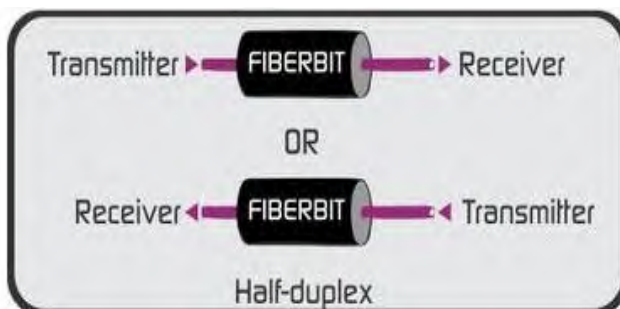 Transmitter FIBERBIT Receiver
OR
Receiver FIBERBIT Transmitter
Half-duplex